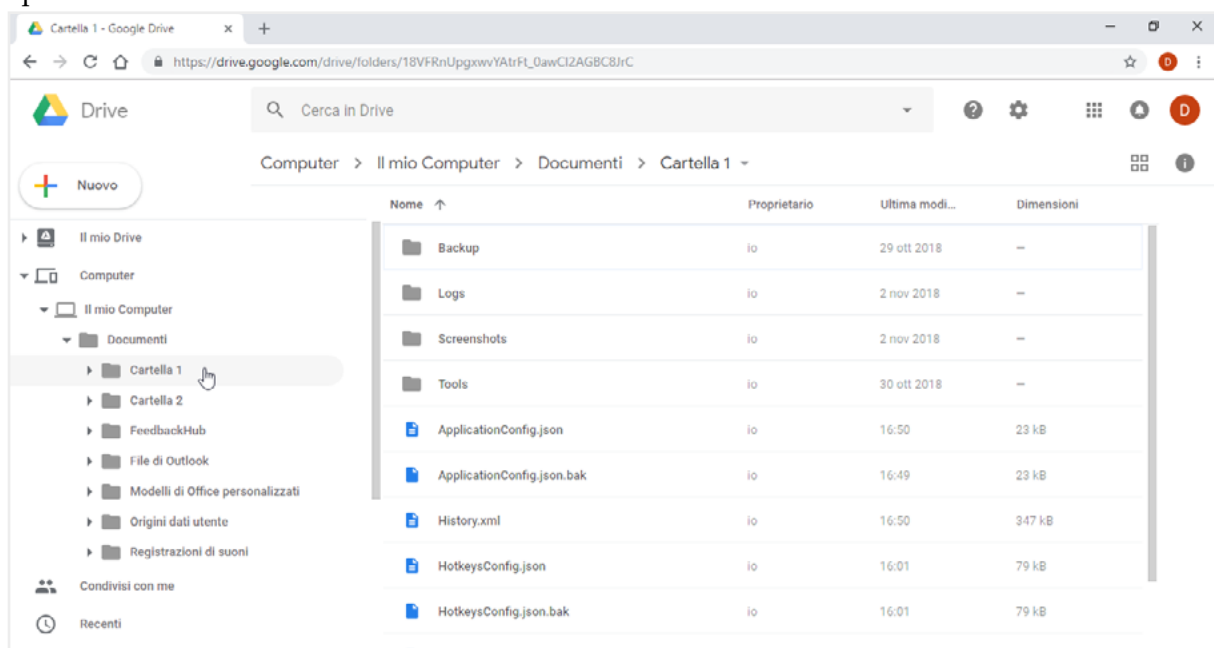 Cartella 1 - Google Drive
https://drive.google.com/drive/folders/18VFRnUpgxwvYAtrFt_0awCI2AGBC8JrC
D
Drive
Cerca in Drive
D
Nuovo
Computer > Il mio Computer > Documenti > Cartella 1
Nome Proprietario Ultima modi... Dimensioni
Il mio Drive
Computer
Il mio Computer
Documenti
Cartella 1
Cartella 2
FeedbackHub
File di Outlook
Modelli di Office personalizzati
Origini dati utente
Registrazioni di suoni
Condivisi con me
Recenti
Backup io 29 ott 2018 –
Logs io 2 nov 2018 –
Screenshots io 2 nov 2018 –
Tools io 30 ott 2018 –
ApplicationConfig.json io 16:50 23 kB
ApplicationConfig.json.bak io 16:49 23 kB
History.xml io 16:50 347 kB
HotkeysConfig.json io 16:01 79 kB
HotkeysConfig.json.bak io 16:01 79 kB